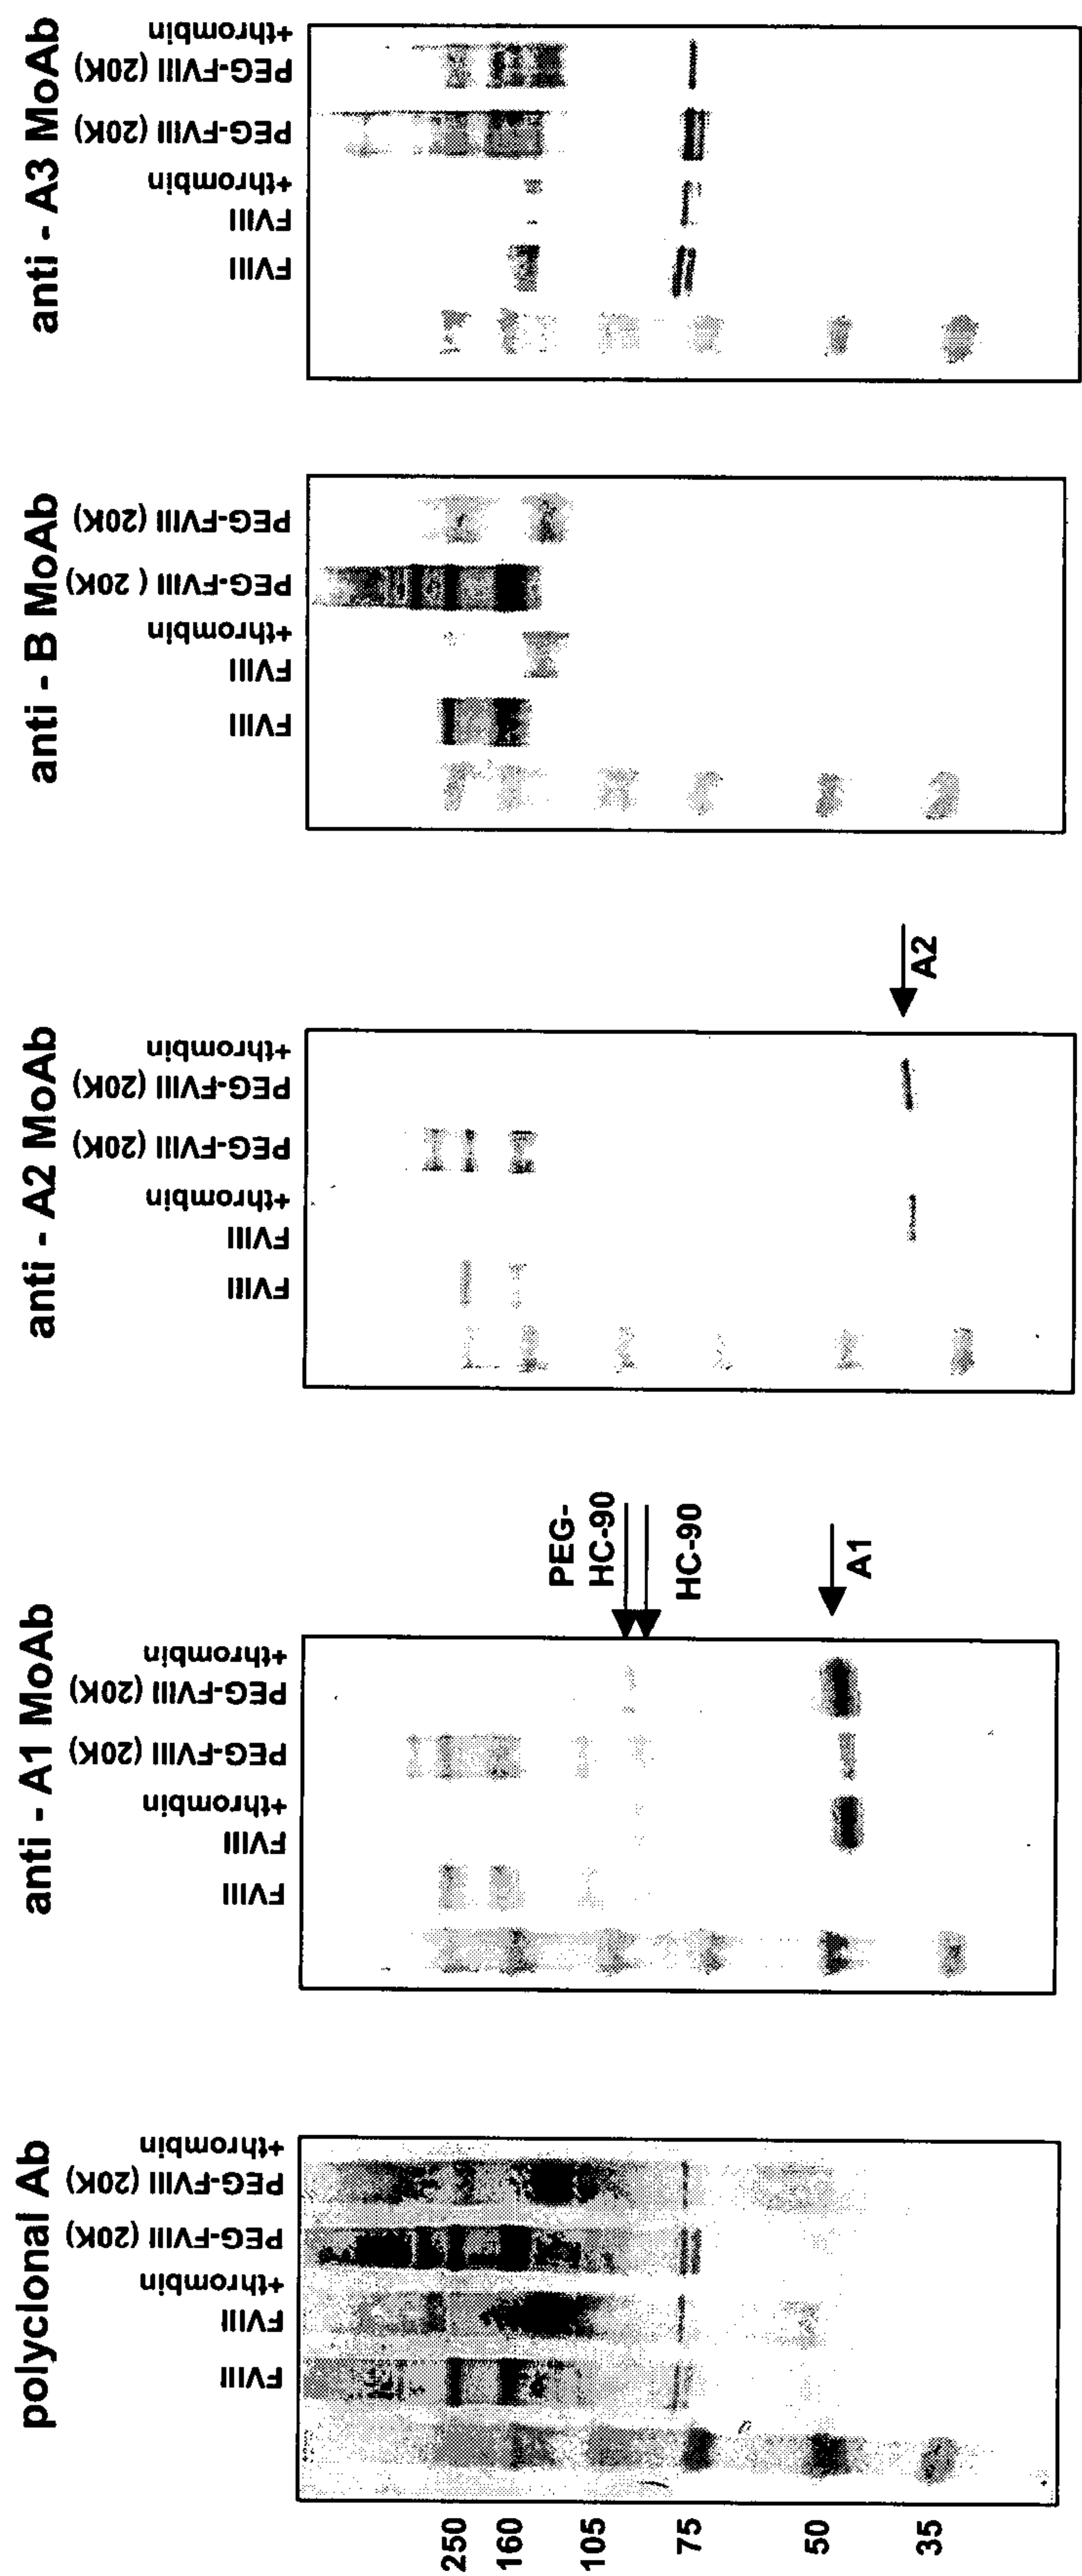 polyclonal Ab
FVIII
FVIII
+thrombin
PEG-FVIII (20K)
PEG-FVIII (20K)
+thrombin
250
160
105
75
50
35
anti - A1 MoAb
FVIII
FVIII
+thrombin
PEG-FVIII (20K)
PEG-FVIII (20K)
+thrombin
PEG-
HC-90
HC-90
A1
anti - A2 MoAb
FVIII
FVIII
+thrombin
PEG-FVIII (20K)
PEG-FVIII (20K)
+thrombin
A2
anti - B MoAb
FVIII
FVIII
+thrombin
PEG-FVIII ( 20K)
PEG-FVIII (20K)
anti - A3 MoAb
FVIII
FVIII
+thrombin
PEG-FVIII (20K)
PEG-FVIII (20K)
+thrombin